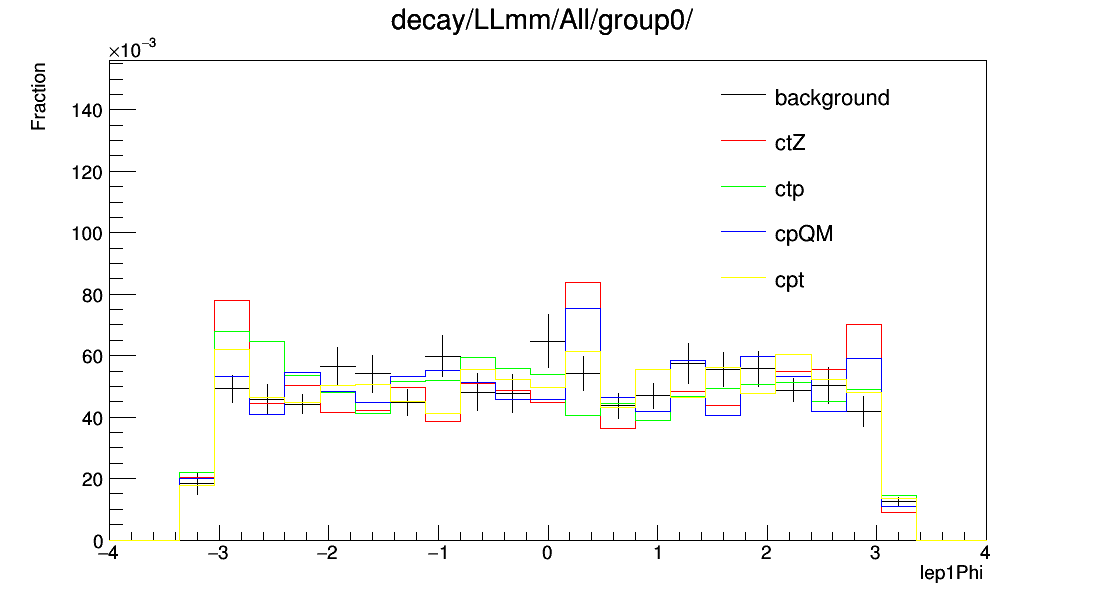 decay/LLmm/All/group0/
×10⁻³
Fraction
140
120
100
80
60
40
20
0
background
ctZ
ctp
cpQM
cpt
−4 −3 −2 −1 0 1 2 3 4
lep1Phi